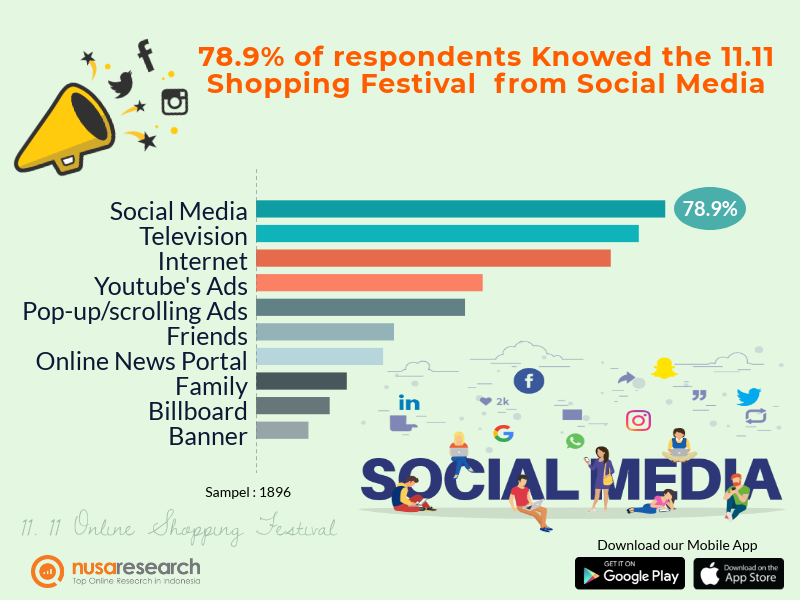 78.9% of respondents Knowed the 11.11
Shopping Festival from Social Media
Social Media
78.9%
Television
Internet
Youtube's Ads
Pop-up/scrolling Ads
Friends
Online News Portal
Family
Billboard
Banner
f
in
2k
G
SOCIAL MEDIA
Sampel : 1896
11. 11 Online Shopping Festival
nusaresearch
Top Online Research in Indonesia
Download our Mobile App
GET IT ON
Google Play
Download on the
App Store